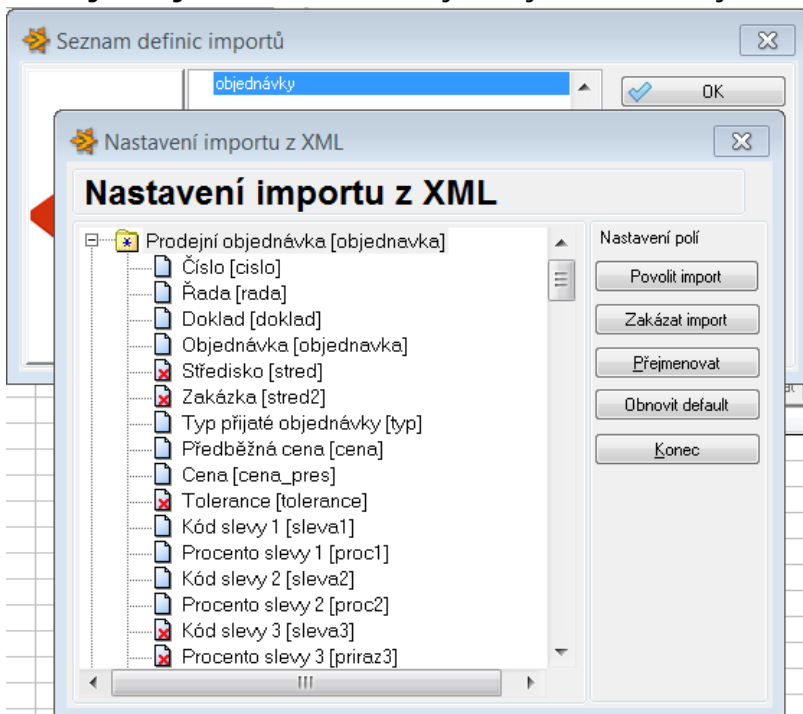 Seznam definic importů
objednávky
OK
Nastavení importu z XML
Nastavení importu z XML
Prodejní objednávka [objednavka]
Číslo [cislo]
Řada [rada]
Doklad [doklad]
Objednávka [objednavka]
Středisko [stred]
Zakázka [stred2]
Typ přijaté objednávky [typ]
Předběžná cena [cena]
Cena [cena_pres]
Tolerance [tolerance]
Kód slevy 1 [sleva1]
Procento slevy 1 [proc1]
Kód slevy 2 [sleva2]
Procento slevy 2 [proc2]
Kód slevy 3 [sleva3]
Procento slevy 3 [priraz3]
Nastavení polí
Povolit import
Zakázat import
Přejmenovat
Obnovit default
Konec